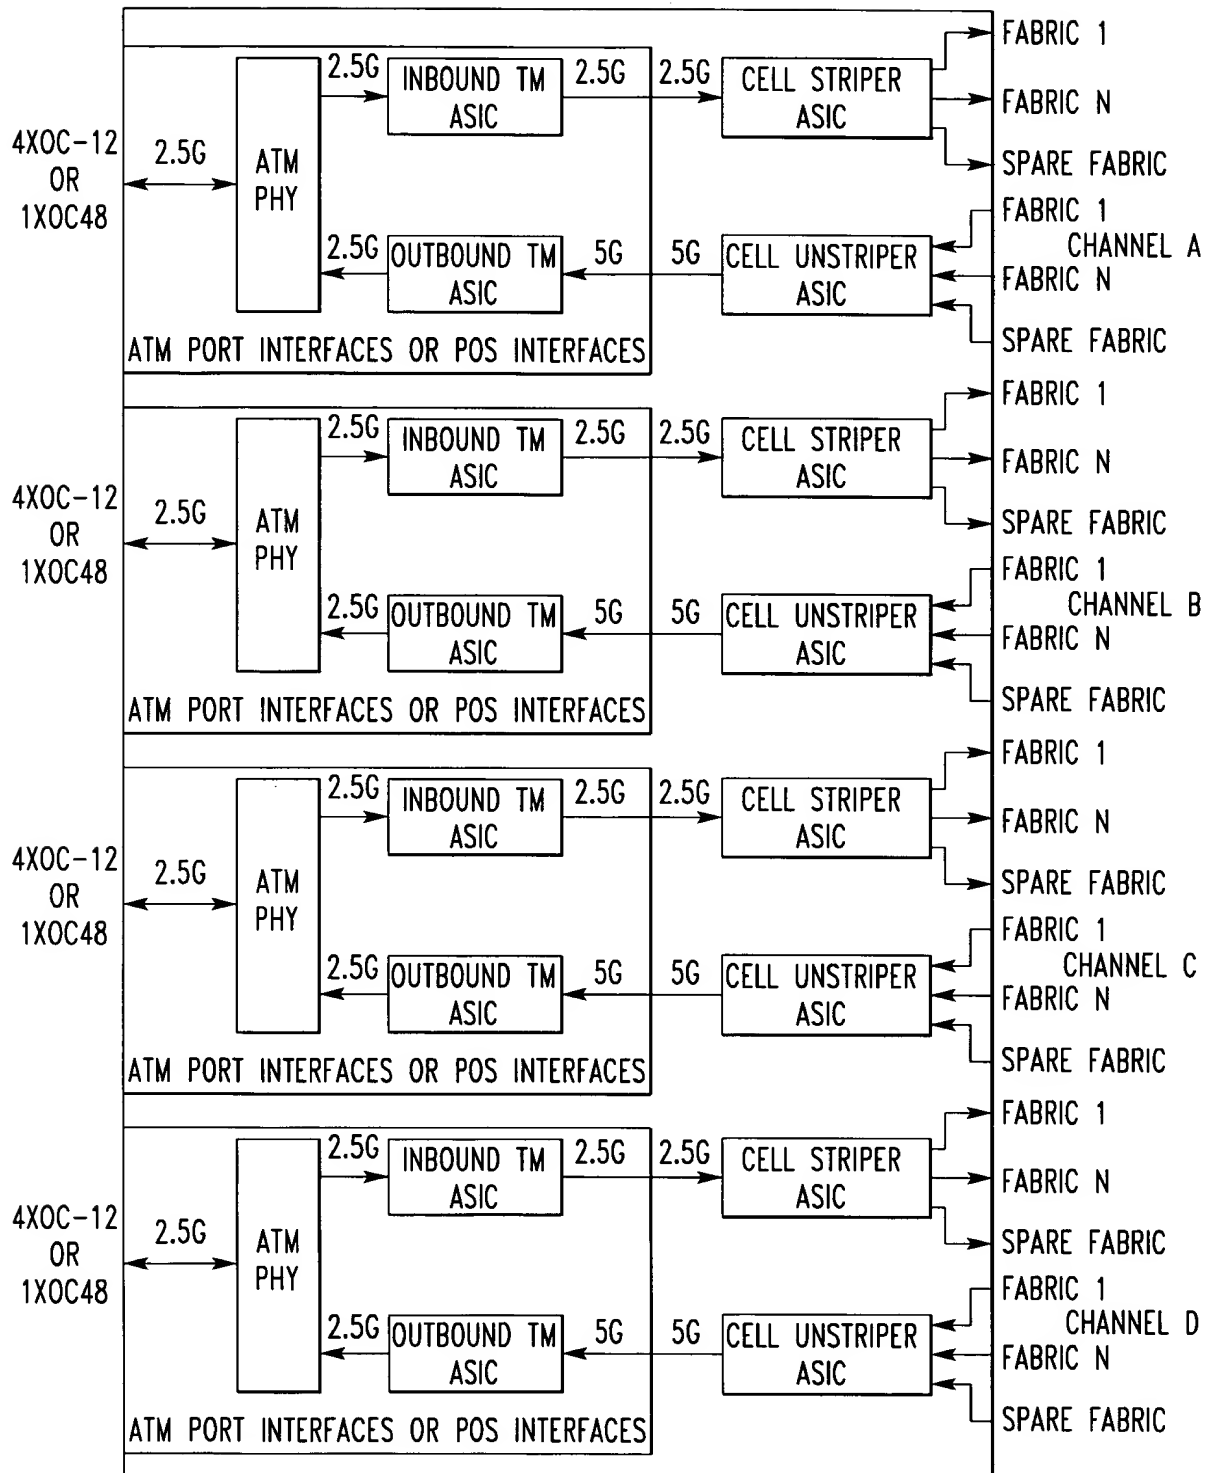 FABRIC 1
2.5G INBOUND TM 2.5G 2.5G CELL STRIPER
ASIC ASIC
FABRIC N
4XOC-12
OR
1XOC48
2.5G
ATM
PHY
SPARE FABRIC
FABRIC 1
CHANNEL A
2.5G OUTBOUND TM 5G 5G CELL UNSTRIPER
ASIC ASIC
FABRIC N
SPARE FABRIC
ATM PORT INTERFACES OR POS INTERFACES
FABRIC 1
2.5G INBOUND TM 2.5G 2.5G CELL STRIPER
ASIC ASIC
FABRIC N
4XOC-12
OR
1XOC48
2.5G
ATM
PHY
SPARE FABRIC
FABRIC 1
CHANNEL B
2.5G OUTBOUND TM 5G 5G CELL UNSTRIPER
ASIC ASIC
FABRIC N
SPARE FABRIC
ATM PORT INTERFACES OR POS INTERFACES
FABRIC 1
2.5G INBOUND TM 2.5G 2.5G CELL STRIPER
ASIC ASIC
FABRIC N
4XOC-12
OR
1XOC48
2.5G
ATM
PHY
SPARE FABRIC
FABRIC 1
CHANNEL C
2.5G OUTBOUND TM 5G 5G CELL UNSTRIPER
ASIC ASIC
FABRIC N
SPARE FABRIC
ATM PORT INTERFACES OR POS INTERFACES
FABRIC 1
2.5G INBOUND TM 2.5G 2.5G CELL STRIPER
ASIC ASIC
FABRIC N
4XOC-12
OR
1XOC48
2.5G
ATM
PHY
SPARE FABRIC
FABRIC 1
CHANNEL D
2.5G OUTBOUND TM 5G 5G CELL UNSTRIPER
ASIC ASIC
FABRIC N
SPARE FABRIC
ATM PORT INTERFACES OR POS INTERFACES